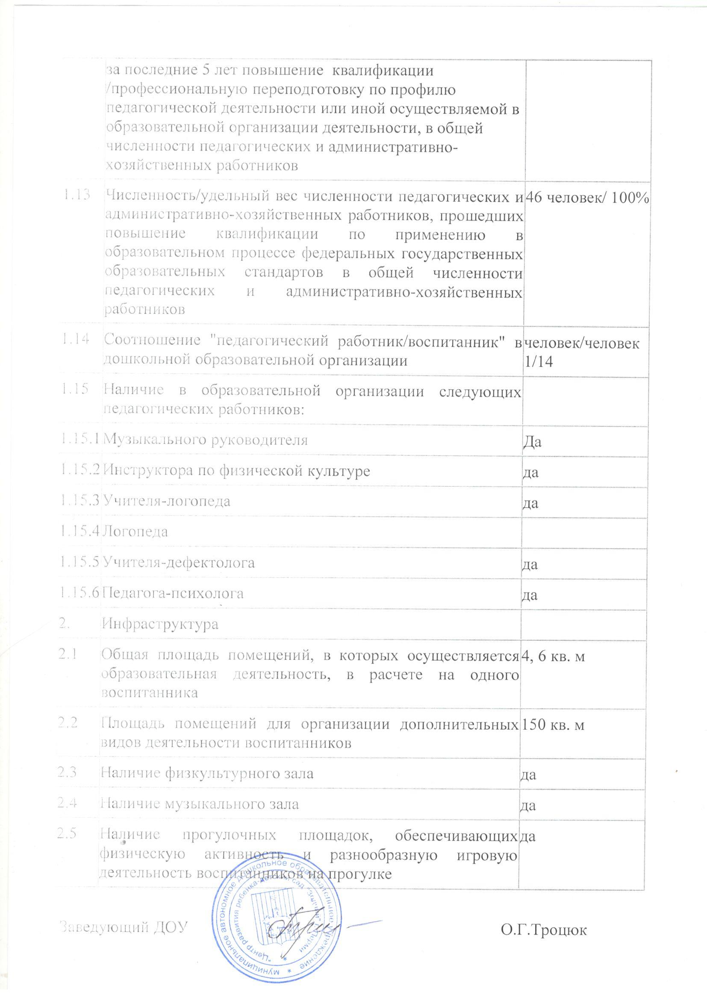 за последние 5 лет повышение квалификации
/профессиональную переподготовку по профилю
педагогической деятельности или иной осуществляемой в
образовательной организации деятельности, в общей
численности педагогических и административно-
хозяйственных работников
1.13 Численность/удельный вес численности педагогических и 46 человек/ 100%
административно-хозяйственных работников, прошедших
повышение квалификации по применению в
образовательном процессе федеральных государственных
образовательных стандартов в общей численности
педагогических и административно-хозяйственных
работников
1.14 Соотношение "педагогический работник/воспитанник" в человек/человек
дошкольной образовательной организации 1/14
1.15 Наличие в образовательной организации следующих
педагогических работников:
1.15.1 Музыкального руководителя Да
1.15.2 Инструктора по физической культуре да
1.15.3 Учителя-логопеда да
1.15.4 Логопеда
1.15.5 Учителя-дефектолога да
1.15.6 Педагога-психолога да
2. Инфраструктура
2.1 Общая площадь помещений, в которых осуществляется 4, 6 кв. м
образовательная деятельность, в расчете на одного
воспитанника
2.2 Площадь помещений для организации дополнительных 150 кв. м
видов деятельности воспитанников
2.3 Наличие физкультурного зала да
2.4 Наличие музыкального зала да
2.5 Наличие прогулочных площадок, обеспечивающих да
физическую активность и разнообразную игровую
деятельность воспитанников на прогулке
Заведующий ДОУ О.Г.Троцюк
муниципальное автономное дошкольное образовательное учреждение *
"Центр развития ребенка-детский сад "Зодчий" г. Перми *